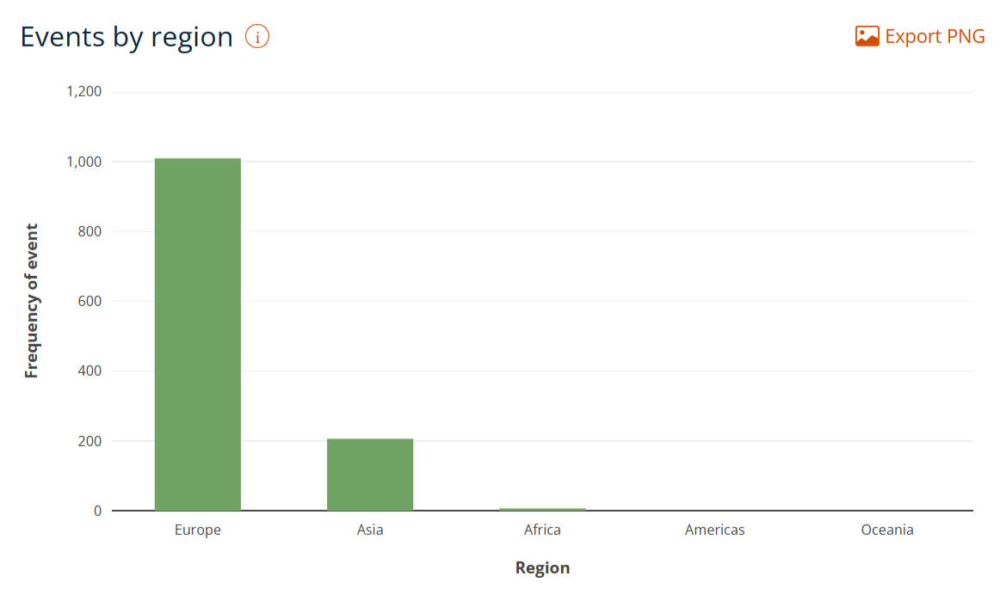 Events by region
Export PNG
1,200
1,000
800
600
400
200
0
Frequency of event
Europe Asia Africa Americas Oceania
Region